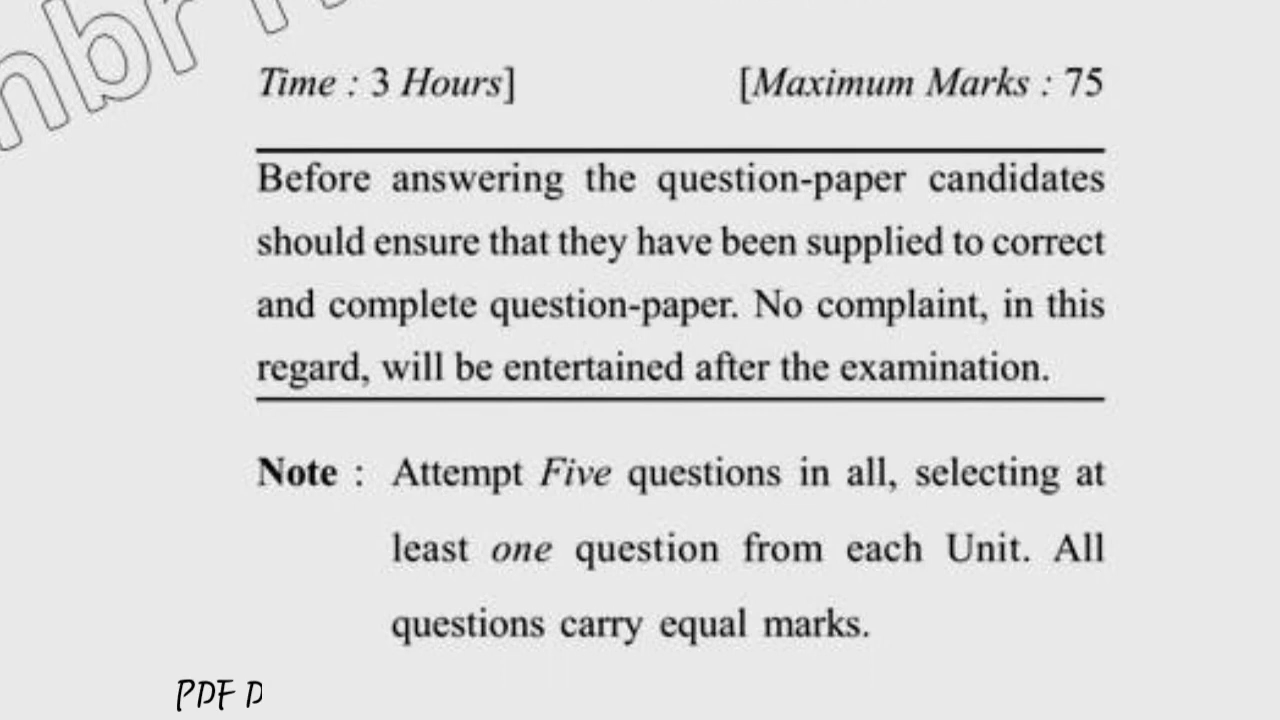 Time : 3 Hours] [Maximum Marks : 75
Before answering the question-paper candidates
should ensure that they have been supplied to correct
and complete question-paper. No complaint, in this
regard, will be entertained after the examination.
Note : Attempt Five questions in all, selecting at
least one question from each Unit. All
questions carry equal marks.
PDF D